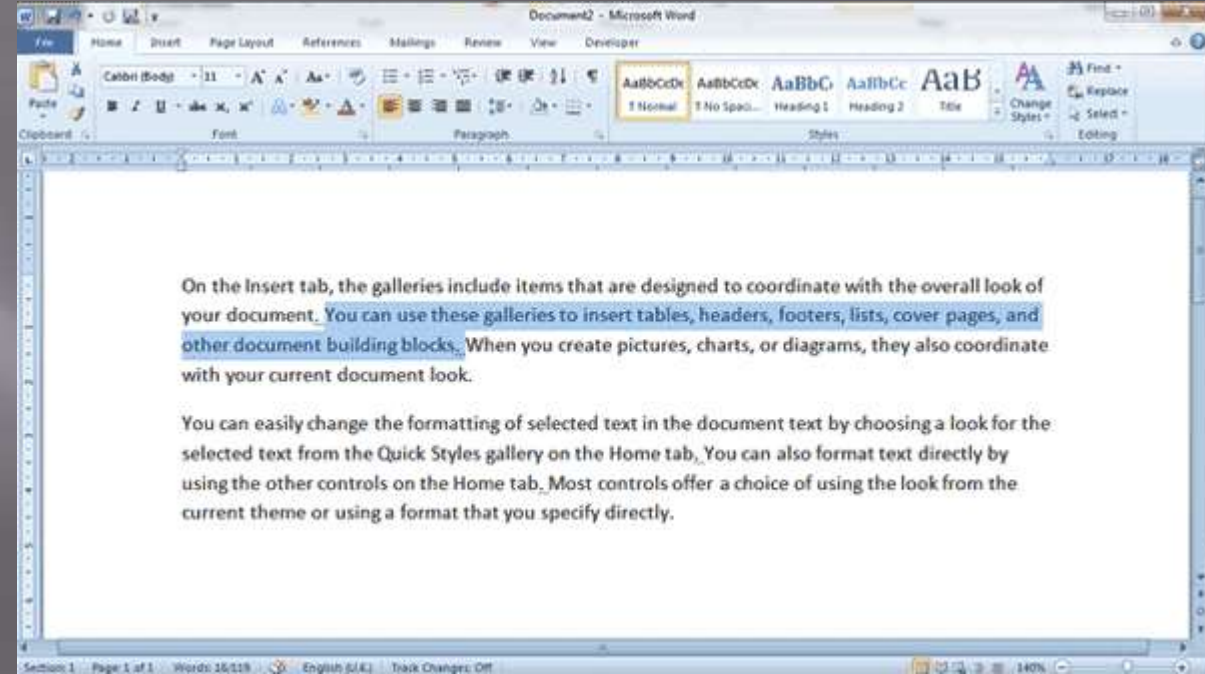 Document2 - Microsoft Word
File Home Insert Page Layout References Mailings Review View Developer
Calibri (Body) 11 Aa
Find
Replace
Select
Paste
B I U abc x, x' A
AaBbCcDc AaBbCcDc AaBbC AaBbCc AaB
¶ Normal ¶ No Spaci... Heading 1 Heading 2 Title
Change Styles
Clipboard Font Paragraph Styles Editing
On the Insert tab, the galleries include items that are designed to coordinate with the overall look of
your document. You can use these galleries to insert tables, headers, footers, lists, cover pages, and
other document building blocks. When you create pictures, charts, or diagrams, they also coordinate
with your current document look.
You can easily change the formatting of selected text in the document text by choosing a look for the
selected text from the Quick Styles gallery on the Home tab. You can also format text directly by
using the other controls on the Home tab. Most controls offer a choice of using the look from the
current theme or using a format that you specify directly.
Section: 1 Page: 1 of 1 Words: 16/119 English (U.K.) Track Changes: Off 140%